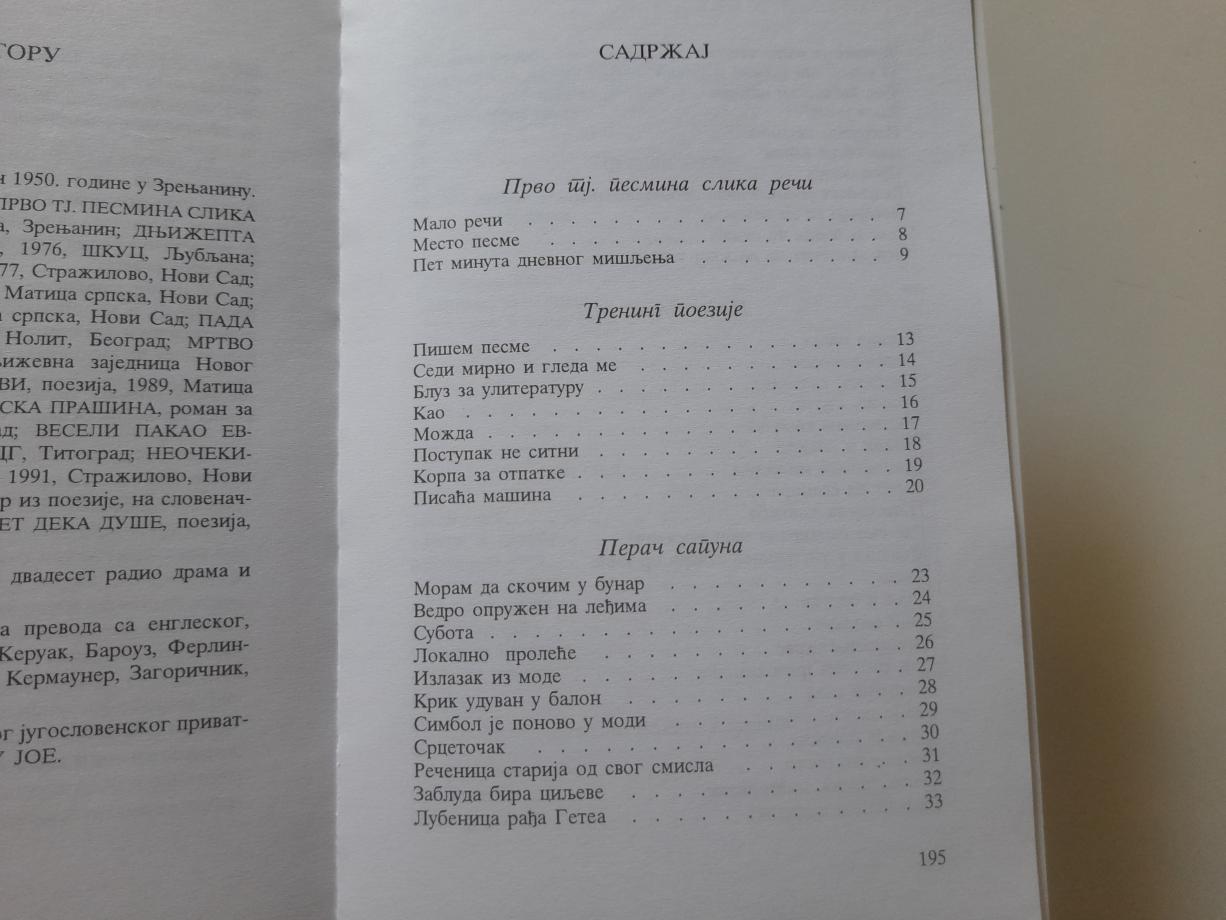 ГОРУ
1950. године у Зрењанину.
ПРВО ТЈ. ПЕСМИНА СЛИКА
Зрењанин; ДЊИЖЕПТА
1976, ШКУЦ, Љубљана;
77, Стражилово, Нови Сад;
Матица српска, Нови Сад;
српска, Нови Сад; ПАДА
Нолит, Београд; МРТВО
заједница Новог
ВИ, поезија, 1989, Матица
СКА ПРАШИНА, роман за
ВЕСЕЛИ ПАКАО ЕВ-
ЦГ, Титоград; НЕОЧЕКИ-
1991, Стражилово, Нови
р из поезије, на словенач-
ЕТ ДЕКА ДУШЕ, поезија,
двадесет радио драма и
а превода са енглеског,
Керуак, Бароуз, Ферлин-
Кермаунер, Загоричник,
ог југословенског приват-
У ЈОЕ.
САДРЖАЈ
Прво тј. песмина слика речи
Мало речи . . . . . . . . . . . . . . . . . 7
Место песме . . . . . . . . . . . . . . . . 8
Пет минута дневног мишљења . . . . . . . . . 9
Тренинг поезије
Пишем песме . . . . . . . . . . . . . . . . 13
Седи мирно и гледа ме . . . . . . . . . . . . 14
Блуз за улитературу . . . . . . . . . . . . . 15
Као . . . . . . . . . . . . . . . . . . . 16
Можда . . . . . . . . . . . . . . . . . . 17
Поступак не ситни . . . . . . . . . . . . . . 18
Корпа за отпатке . . . . . . . . . . . . . . 19
Писаћа машина . . . . . . . . . . . . . . 20
Перач сапуна
Морам да скочим у бунар . . . . . . . . . . 23
Ведро опружен на леђима . . . . . . . . . . 24
Субота . . . . . . . . . . . . . . . . . . 25
Локално пролеће . . . . . . . . . . . . . 26
Излазак из моде . . . . . . . . . . . . . . 27
Крик удуван у балон . . . . . . . . . . . . 28
Симбол је поново у моди . . . . . . . . . . 29
Срцеточак . . . . . . . . . . . . . . . . 30
Реченица старија од свог смисла . . . . . . . 31
Заблуда бира циљеве . . . . . . . . . . . . 32
Лубеница рађа Гетеа . . . . . . . . . . . . 33
195